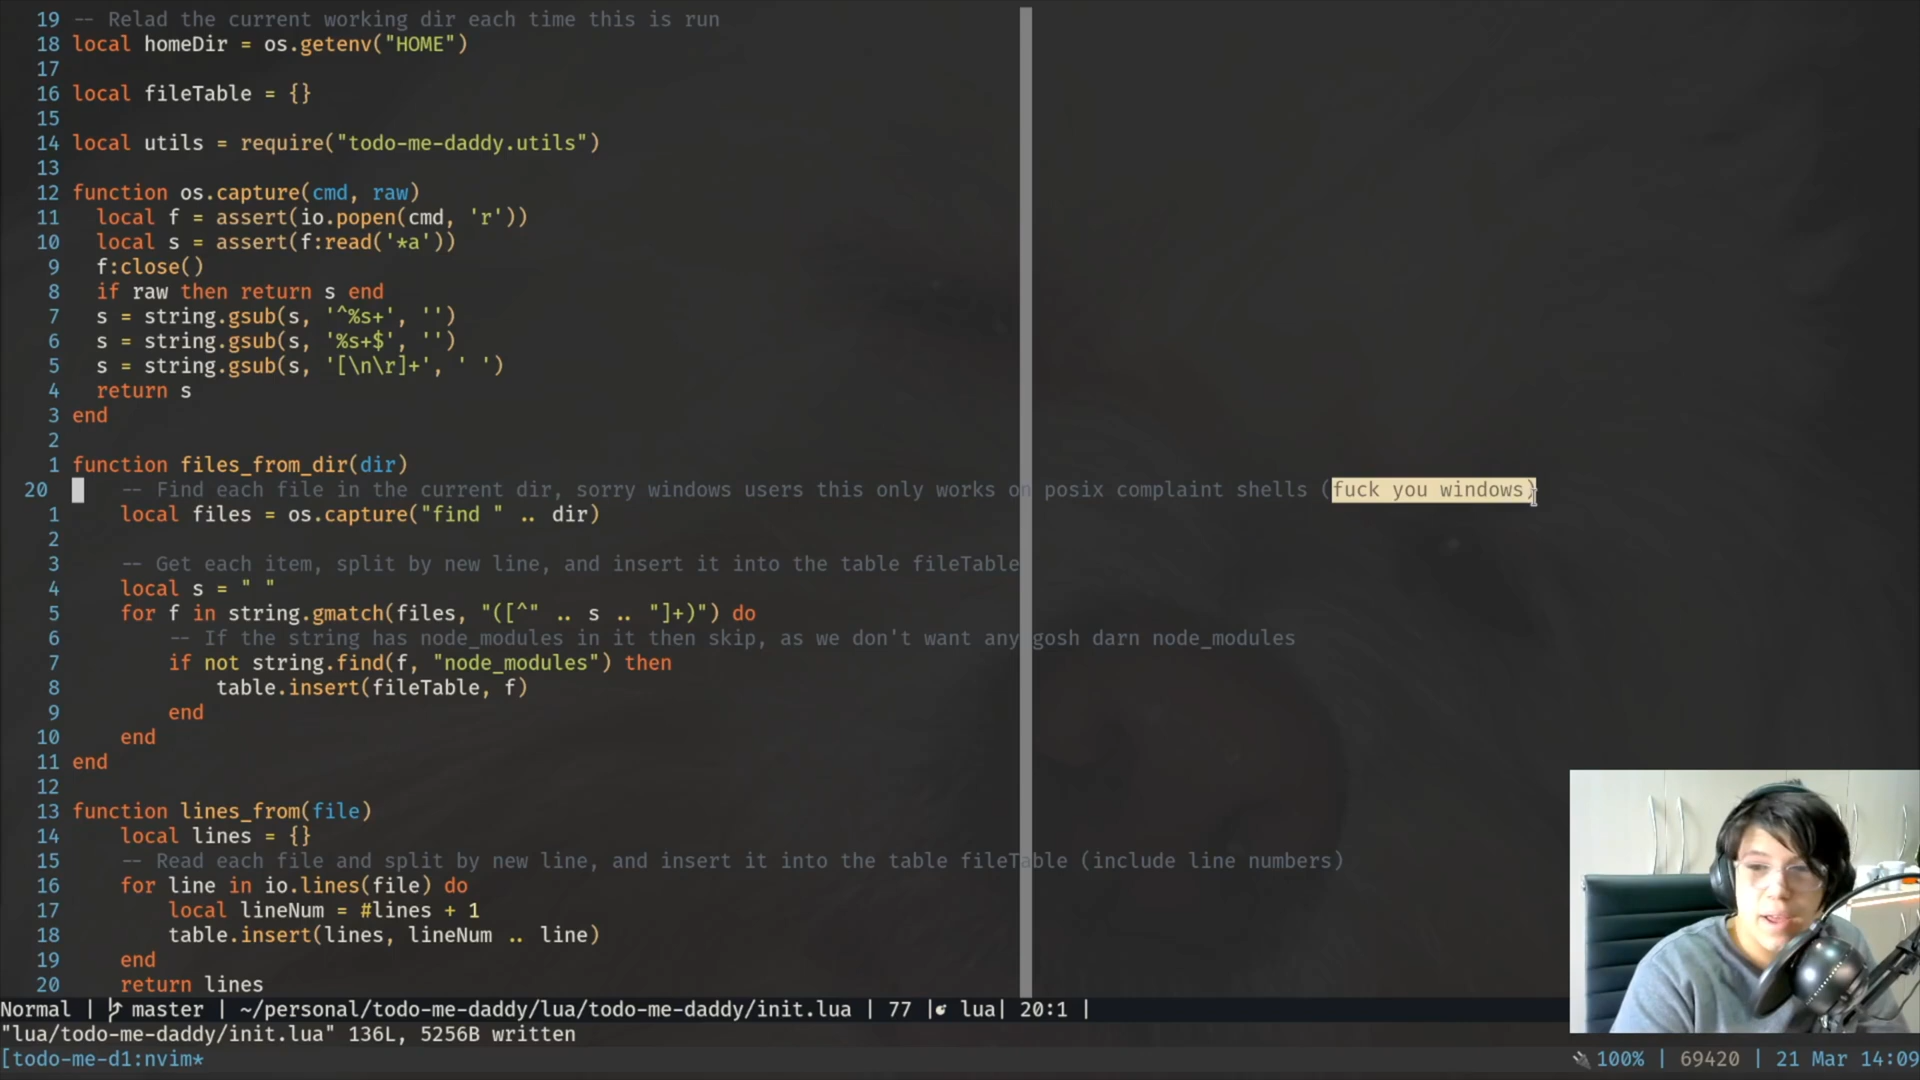 19 -- Relad the current working dir each time this is run
18 local homeDir = os.getenv("HOME")
17
16 local fileTable = {}
15
14 local utils = require("todo-me-daddy.utils")
13
12 function os.capture(cmd, raw)
11   local f = assert(io.popen(cmd, 'r'))
10   local s = assert(f:read('*a'))
9   f:close()
8   if raw then return s end
7   s = string.gsub(s, '^%s+', '')
6   s = string.gsub(s, '%s+$', '')
5   s = string.gsub(s, '[\n\r]+', ' ')
4   return s
3 end
2
1 function files_from_dir(dir)
20     -- Find each file in the current dir, sorry windows users this only works on posix complaint shells (fuck you windows)
1     local files = os.capture("find " .. dir)
2
3     -- Get each item, split by new line, and insert it into the table fileTable
4     local s = " "
5     for f in string.gmatch(files, "([^" .. s .. "]+)") do
6         -- If the string has node_modules in it then skip, as we don't want any gosh darn node_modules
7         if not string.find(f, "node_modules") then
8             table.insert(fileTable, f)
9         end
10     end
11 end
12
13 function lines_from(file)
14     local lines = {}
15     -- Read each file and split by new line, and insert it into the table fileTable (include line numbers)
16     for line in io.lines(file) do
17         local lineNum = #lines + 1
18         table.insert(lines, lineNum .. line)
19     end
20     return lines
Normal | master | ~/personal/todo-me-daddy/lua/todo-me-daddy/init.lua | 77 | lua| 20:1 |
"lua/todo-me-daddy/init.lua" 136L, 5256B written
[todo-me-d1:nvim* 100% | 69420 | 21 Mar 14:09